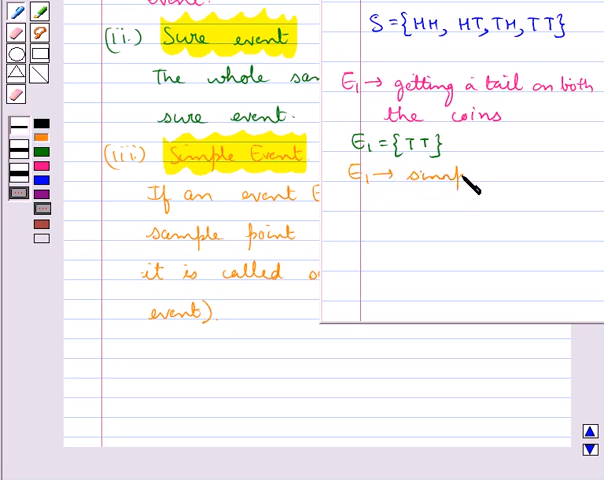 event.
(ii.) Sure event
The whole sa
sure event.
(iii) Simple Event
If an event E
sample point
it is called
event).
S = {HH, HT, TH, TT}
E₁ → getting a tail on both
the coins
E₁ = {TT}
E₁ → simp